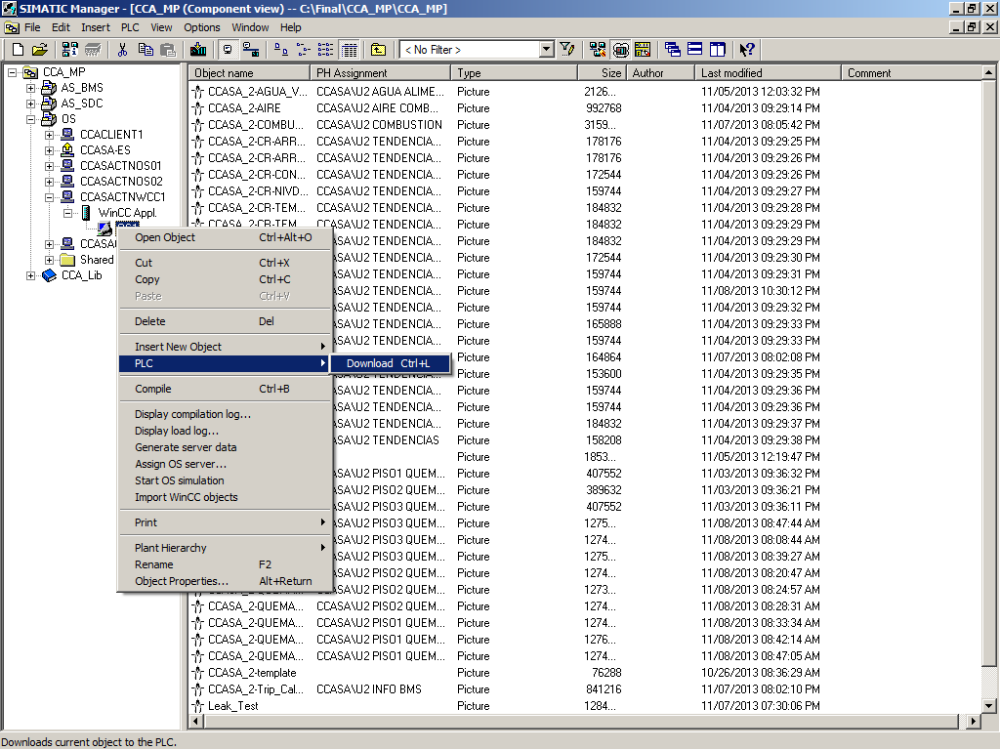 SIMATIC Manager - [CCA_MP (Component view) -- C:\Final\CCA_MP\CCA_MP]
File Edit Insert PLC View Options Window Help
< No Filter >
CCA_MP
AS_BMS
AS_SDC
OS
CCACLIENT1
CCASA-ES
CCASACTNOS01
CCASACTNOS02
CCASACTNWCC1
WinCC Appl.
Shared
CCA_Lib
Open Object Ctrl+Alt+O
Cut Ctrl+X
Copy Ctrl+C
Paste Ctrl+V
Delete Del
Insert New Object
PLC
Download Ctrl+L
Compile Ctrl+B
Display compilation log...
Display load log...
Generate server data
Assign OS server...
Start OS simulation
Import WinCC objects
Print
Plant Hierarchy
Rename F2
Object Properties... Alt+Return
Object name PH Assignment Type Size Author Last modified Comment
CCASA_2-AGUA_V... CCASA\U2 AGUA ALIME... Picture 2126... 11/05/2013 12:03:32 PM
CCASA_2-AIRE CCASA\U2 AIRE COMB... Picture 992768 11/04/2013 09:29:14 PM
CCASA_2-COMBU... CCASA\U2 COMBUSTION Picture 3159... 11/07/2013 08:05:42 PM
CCASA_2-CR-ARR... CCASA\U2 TENDENCIA... Picture 178176 11/04/2013 09:29:25 PM
CCASA_2-CR-ARR... CCASA\U2 TENDENCIA... Picture 178176 11/04/2013 09:29:26 PM
CCASA_2-CR-CON... CCASA\U2 TENDENCIA... Picture 172544 11/04/2013 09:29:26 PM
CCASA_2-CR-NIVD... CCASA\U2 TENDENCIA... Picture 159744 11/04/2013 09:29:27 PM
CCASA_2-CR-TEM... CCASA\U2 TENDENCIA... Picture 184832 11/04/2013 09:29:28 PM
CCASA_2-CR-TEM... CCASA\U2 TENDENCIA... Picture 184832 11/04/2013 09:29:29 PM
ASA\U2 TENDENCIA... Picture 184832 11/04/2013 09:29:29 PM
ASA\U2 TENDENCIA... Picture 172544 11/04/2013 09:29:30 PM
ASA\U2 TENDENCIA... Picture 159744 11/04/2013 09:29:31 PM
ASA\U2 TENDENCIA... Picture 159744 11/08/2013 10:30:12 PM
ASA\U2 TENDENCIA... Picture 159744 11/04/2013 09:29:32 PM
ASA\U2 TENDENCIA... Picture 165888 11/04/2013 09:29:33 PM
ASA\U2 TENDENCIA... Picture 159744 11/04/2013 09:29:33 PM
Picture 164864 11/07/2013 08:02:08 PM
Picture 153600 11/04/2013 09:29:35 PM
ASA\U2 TENDENCIA... Picture 159744 11/04/2013 09:29:36 PM
ASA\U2 TENDENCIA... Picture 159744 11/04/2013 09:29:36 PM
ASA\U2 TENDENCIA... Picture 184832 11/04/2013 09:29:37 PM
ASA\U2 TENDENCIAS Picture 158208 11/04/2013 09:29:38 PM
Picture 1853... 11/05/2013 12:19:47 PM
ASA\U2 PISO1 QUEM... Picture 407552 11/03/2013 09:36:32 PM
ASA\U2 PISO2 QUEM... Picture 389632 11/03/2013 09:36:21 PM
ASA\U2 PISO3 QUEM... Picture 407552 11/03/2013 09:36:11 PM
ASA\U2 PISO3 QUEM... Picture 1275... 11/08/2013 08:47:44 AM
ASA\U2 PISO3 QUEM... Picture 1274... 11/08/2013 08:08:44 AM
ASA\U2 PISO3 QUEM... Picture 1275... 11/08/2013 08:39:27 AM
ASA\U2 PISO2 QUEM... Picture 1274... 11/08/2013 08:20:47 AM
ASA\U2 PISO2 QUEM... Picture 1273... 11/08/2013 08:24:57 AM
CCASA_2-QUEMA... CCASA\U2 PISO2 QUEM... Picture 1274... 11/08/2013 08:28:31 AM
CCASA_2-QUEMA... CCASA\U2 PISO1 QUEM... Picture 1274... 11/08/2013 08:33:34 AM
CCASA_2-QUEMA... CCASA\U2 PISO1 QUEM... Picture 1276... 11/08/2013 08:42:14 AM
CCASA_2-QUEMA... CCASA\U2 PISO1 QUEM... Picture 1274... 11/08/2013 08:47:05 AM
CCASA_2-template Picture 76288 10/26/2013 08:36:29 AM
CCASA_2-Trip_Cal... CCASA\U2 INFO BMS Picture 841216 11/07/2013 08:02:10 PM
Leak_Test Picture 1284... 11/07/2013 07:30:06 PM
Downloads current object to the PLC.